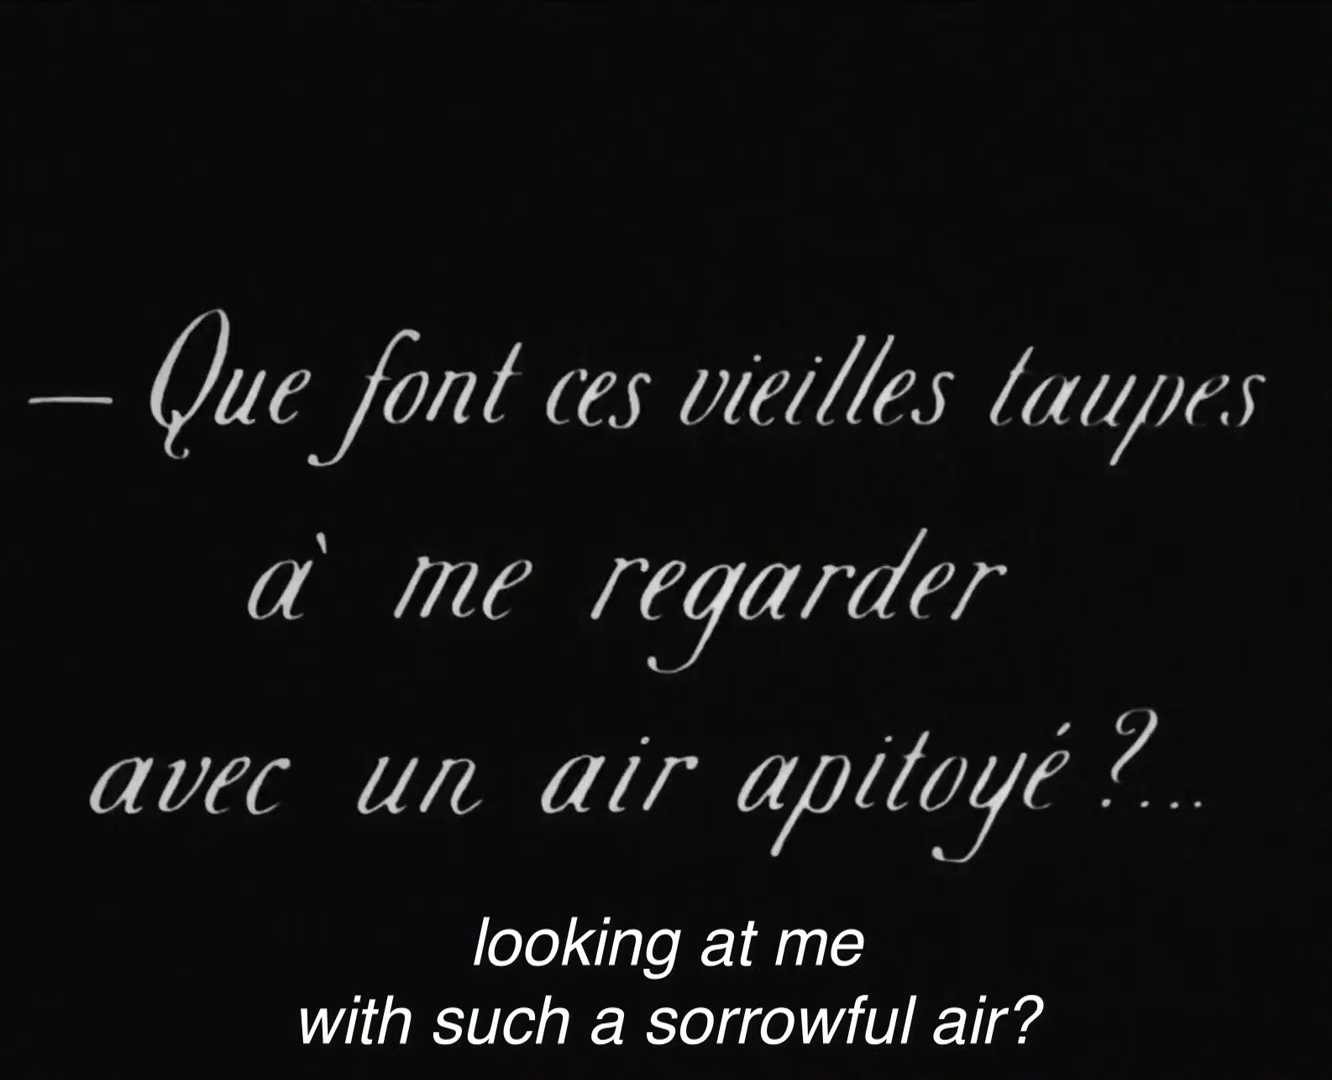 — Que font ces vieilles taupes
à me regarder
avec un air apitoyé ?....
looking at me
with such a sorrowful air?